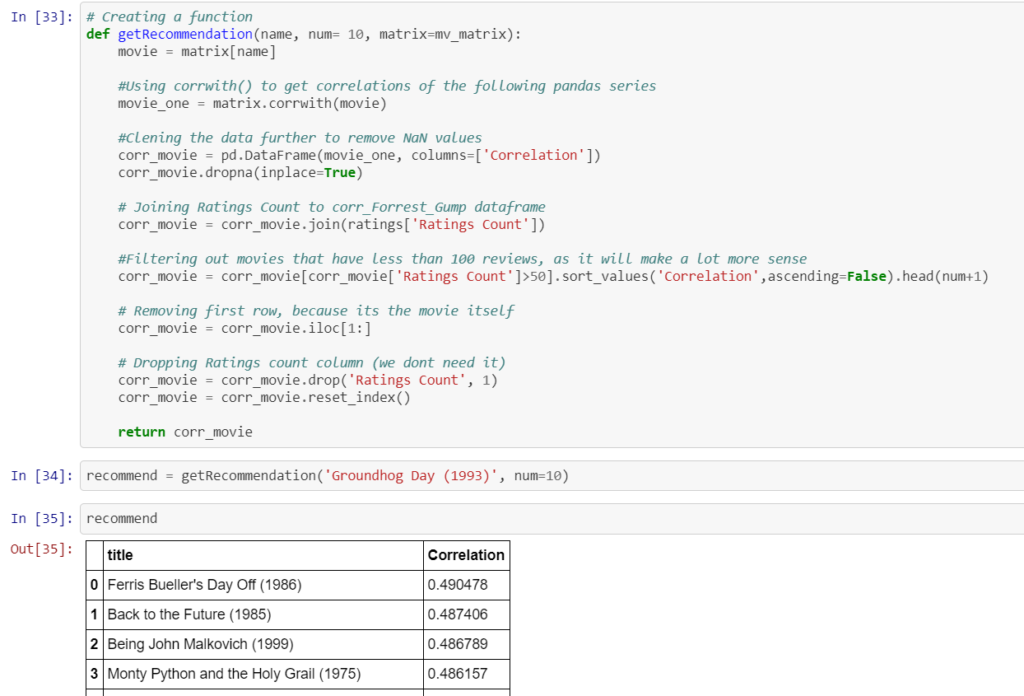 In [33]: # Creating a function
def getRecommendation(name, num= 10, matrix=mv_matrix):
    movie = matrix[name]

    #Using corrwith() to get correlations of the following pandas series
    movie_one = matrix.corrwith(movie)

    #Clening the data further to remove NaN values
    corr_movie = pd.DataFrame(movie_one, columns=['Correlation'])
    corr_movie.dropna(inplace=True)

    # Joining Ratings Count to corr_Forrest_Gump dataframe
    corr_movie = corr_movie.join(ratings['Ratings Count'])

    #Filtering out movies that have less than 100 reviews, as it will make a lot more sense
    corr_movie = corr_movie[corr_movie['Ratings Count']>50].sort_values('Correlation',ascending=False).head(num+1)

    # Removing first row, because its the movie itself
    corr_movie = corr_movie.iloc[1:]

    # Dropping Ratings count column (we dont need it)
    corr_movie = corr_movie.drop('Ratings Count', 1)
    corr_movie = corr_movie.reset_index()

    return corr_movie
In [34]: recommend = getRecommendation('Groundhog Day (1993)', num=10)
In [35]: recommend
Out[35]:
title Correlation
0 Ferris Bueller's Day Off (1986) 0.490478
1 Back to the Future (1985) 0.487406
2 Being John Malkovich (1999) 0.486789
3 Monty Python and the Holy Grail (1975) 0.486157